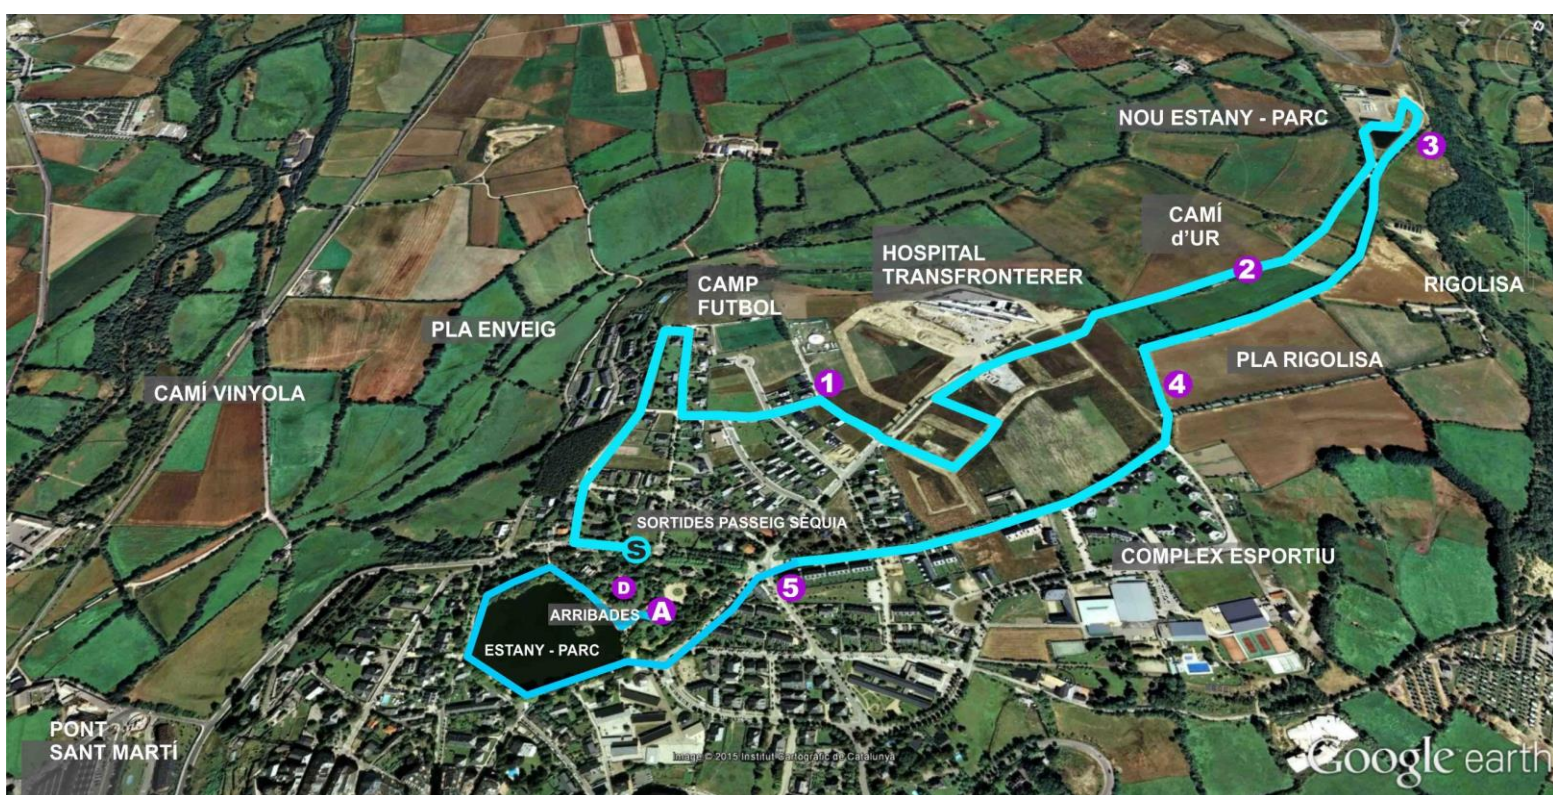 NOU ESTANY - PARC
3
CAMÍ
d'UR
HOSPITAL
TRANSFRONTERER
2
RIGOLISA
CAMP
FUTBOL
PLA ENVEIG
PLA RIGOLISA
CAMÍ VINYOLA
1
4
SORTIDES PASSEIG SÈQUIA
S
COMPLEX ESPORTIU
D
5
ARRIBADES
A
ESTANY - PARC
PONT
SANT MARTÍ
Image © 2015 Institut Cartogràfic de Catalunya
Google earth